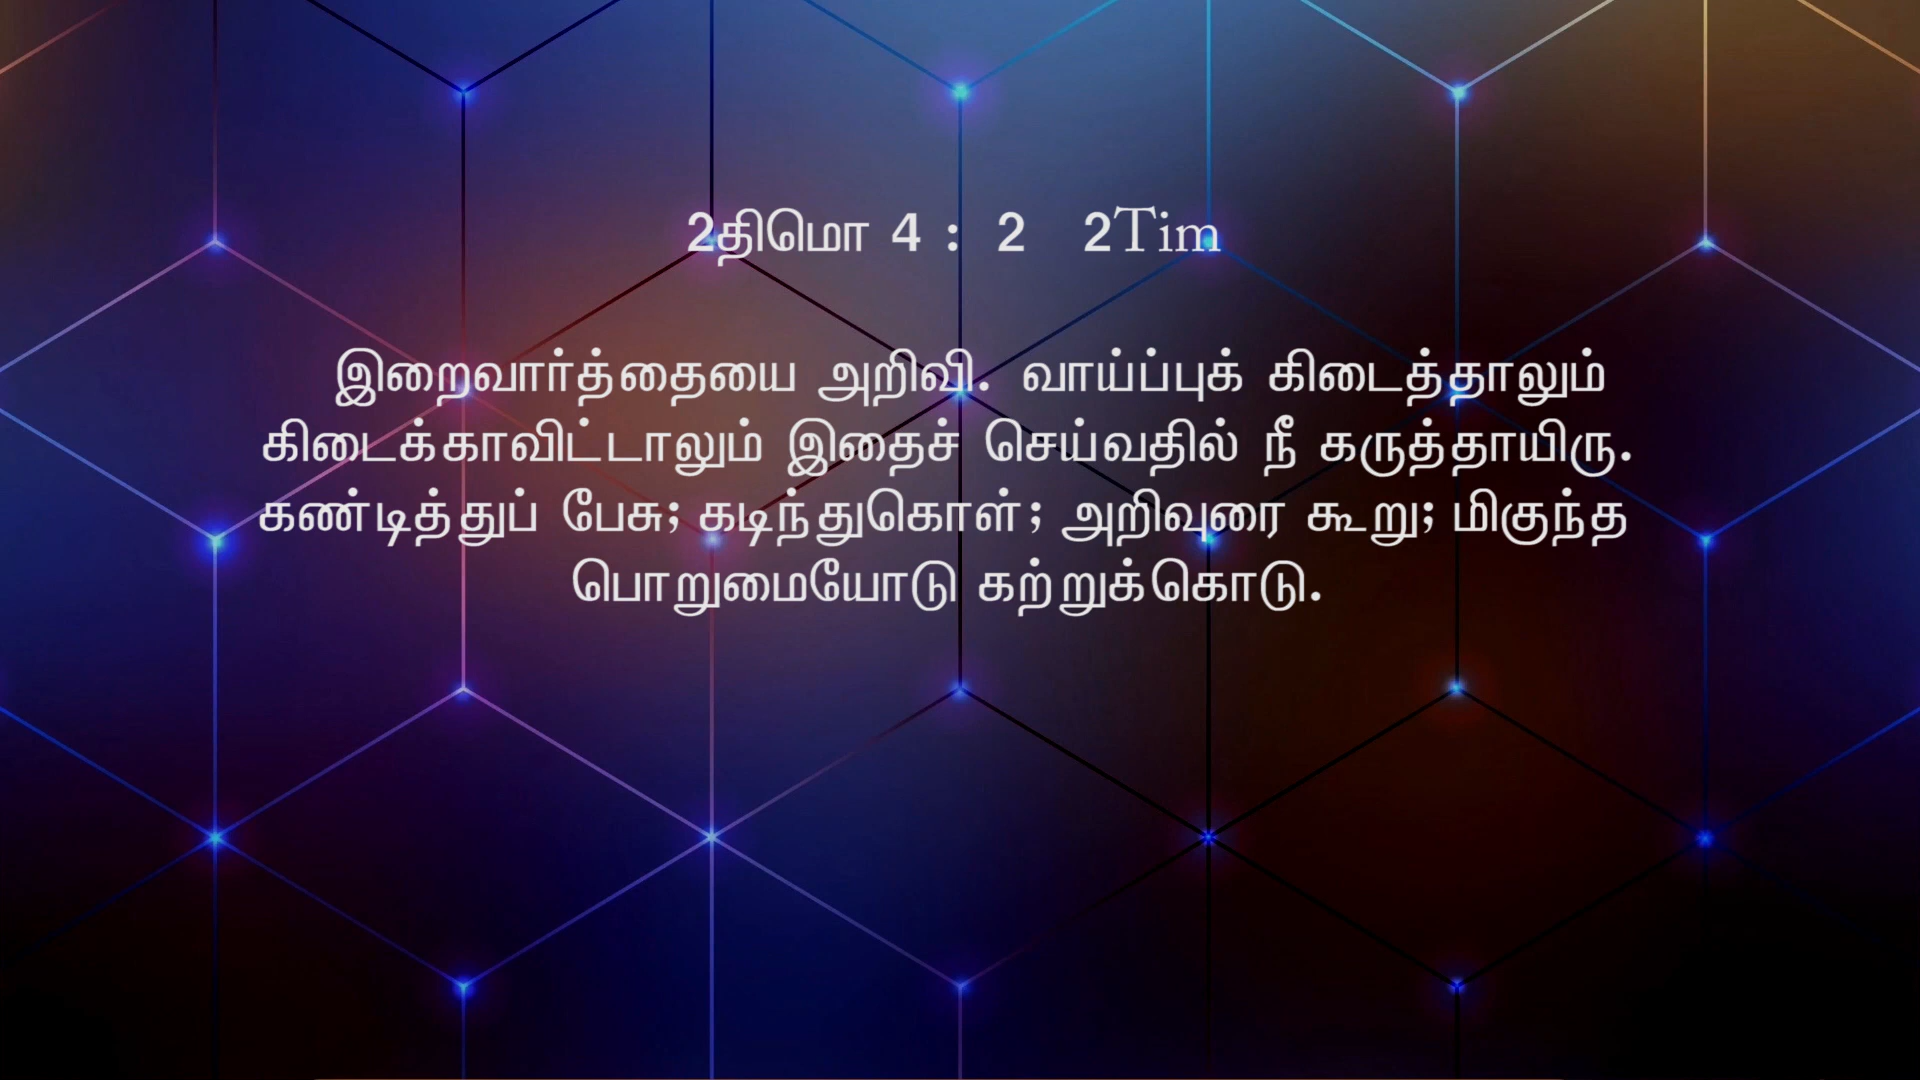 2திமொ 4 : 2 2Tim
இறைவார்த்தையை அறிவி. வாய்ப்புக் கிடைத்தாலும்
கிடைக்காவிட்டாலும் இதைச் செய்வதில் நீ கருத்தாயிரு.
கண்டித்துப் பேசு; கடிந்துகொள்; அறிவுரை கூறு; மிகுந்த
பொறுமையோடு கற்றுக்கொடு.